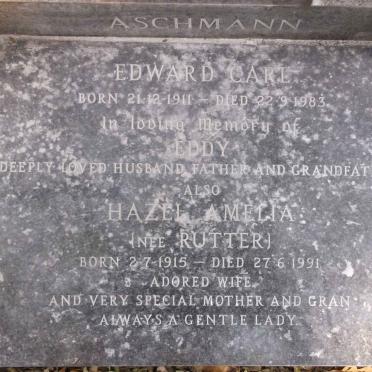 ASCHMANN
EDWARD CARL
BORN 21·12·1911 — DIED 22·9·1983
In loving Memory of
TEDDY
DEEPLY LOVED HUSBAND, FATHER AND GRANDFAT
ALSO
HAZEL AMELIA
(NEE RUTTER)
BORN 2·7·1915 — DIED 27·6·1991
ADORED WIFE
AND VERY SPECIAL MOTHER AND GRAN
ALWAYS A GENTLE LADY.